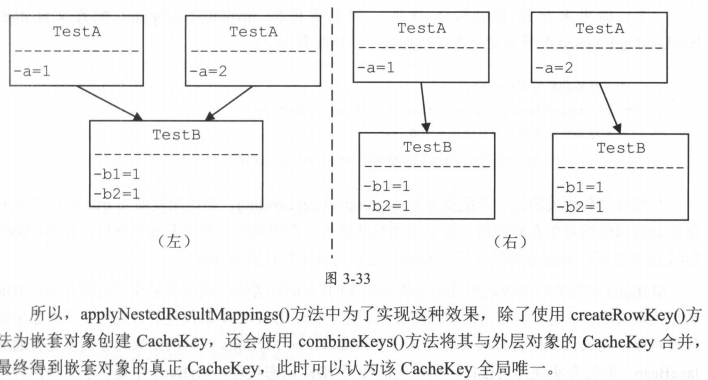 TestA
-a=1
TestA
-a=2
TestB
-b1=1
-b2=1
（左）
TestA
-a=1
TestA
-a=2
TestB
-b1=1
-b2=1
TestB
-b1=1
-b2=1
（右）
图 3-33
所以，applyNestedResultMappings()方法中为了实现这种效果，除了使用 createRowKey()方
法为嵌套对象创建 CacheKey，还会使用 combineKeys()方法将其与外层对象的 CacheKey 合并，
最终得到嵌套对象的真正 CacheKey，此时可以认为该 CacheKey 全局唯一。